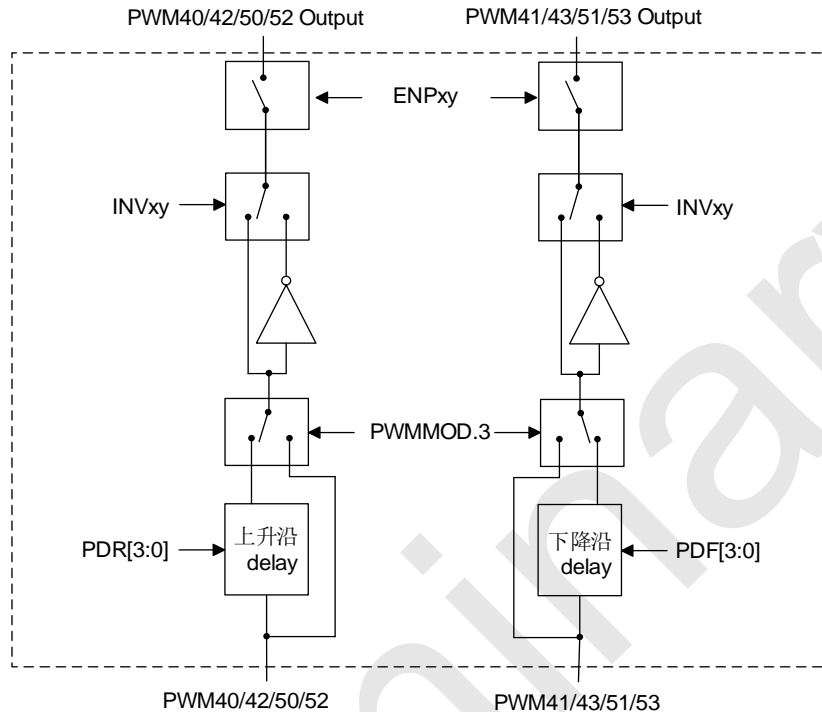 PWM40/42/50/52 Output
PWM41/43/51/53 Output
ENPxy
INVxy
INVxy
PWMMOD.3
PDR[3:0]
上升沿
delay
下降沿
delay
PDF[3:0]
PWM40/42/50/52
PWM41/43/51/53